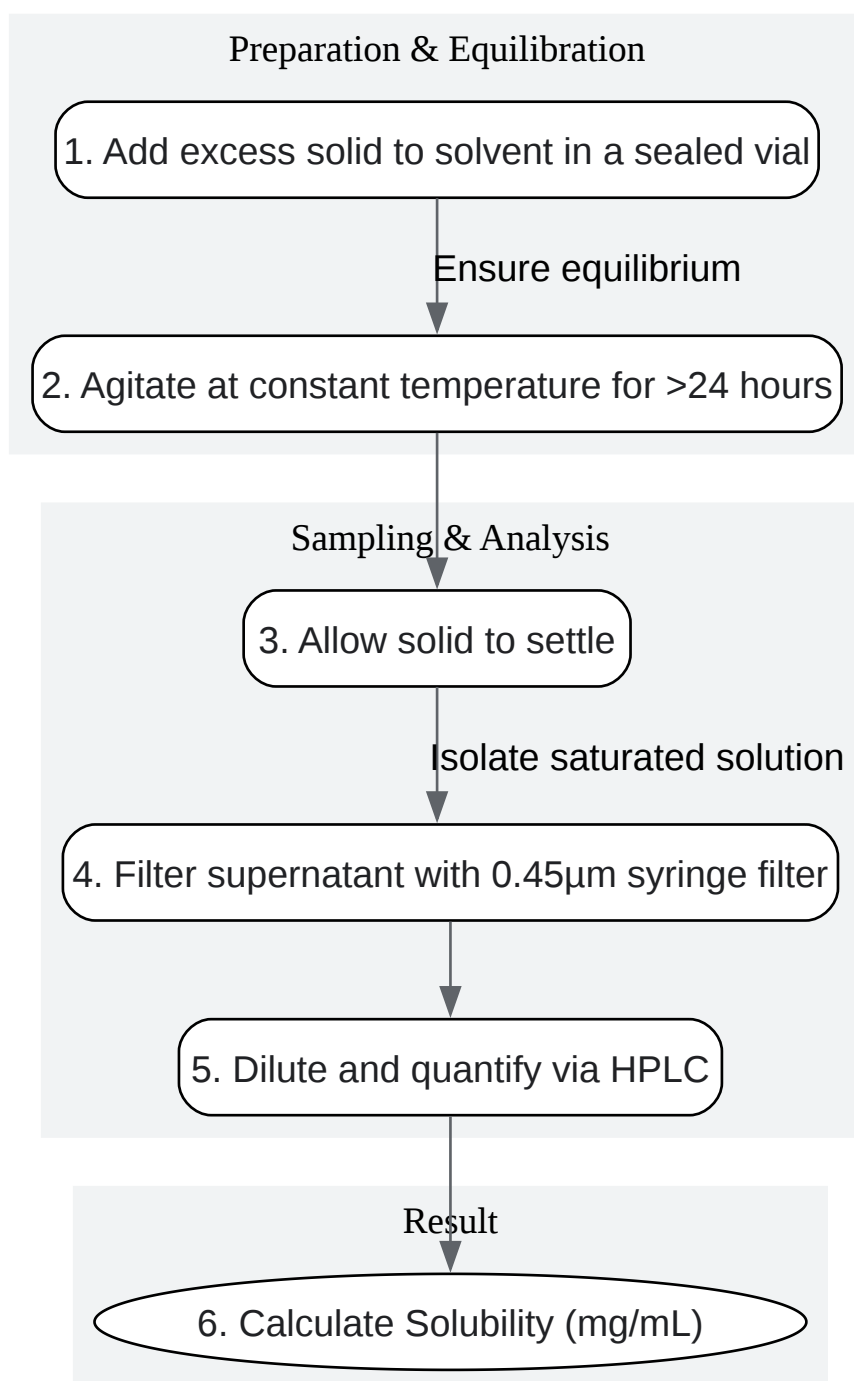 Preparation & Equilibration
1. Add excess solid to solvent in a sealed vial
Ensure equilibrium
2. Agitate at constant temperature for >24 hours
Sampling & Analysis
3. Allow solid to settle
Isolate saturated solution
4. Filter supernatant with 0.45µm syringe filter
5. Dilute and quantify via HPLC
Result
6. Calculate Solubility (mg/mL)